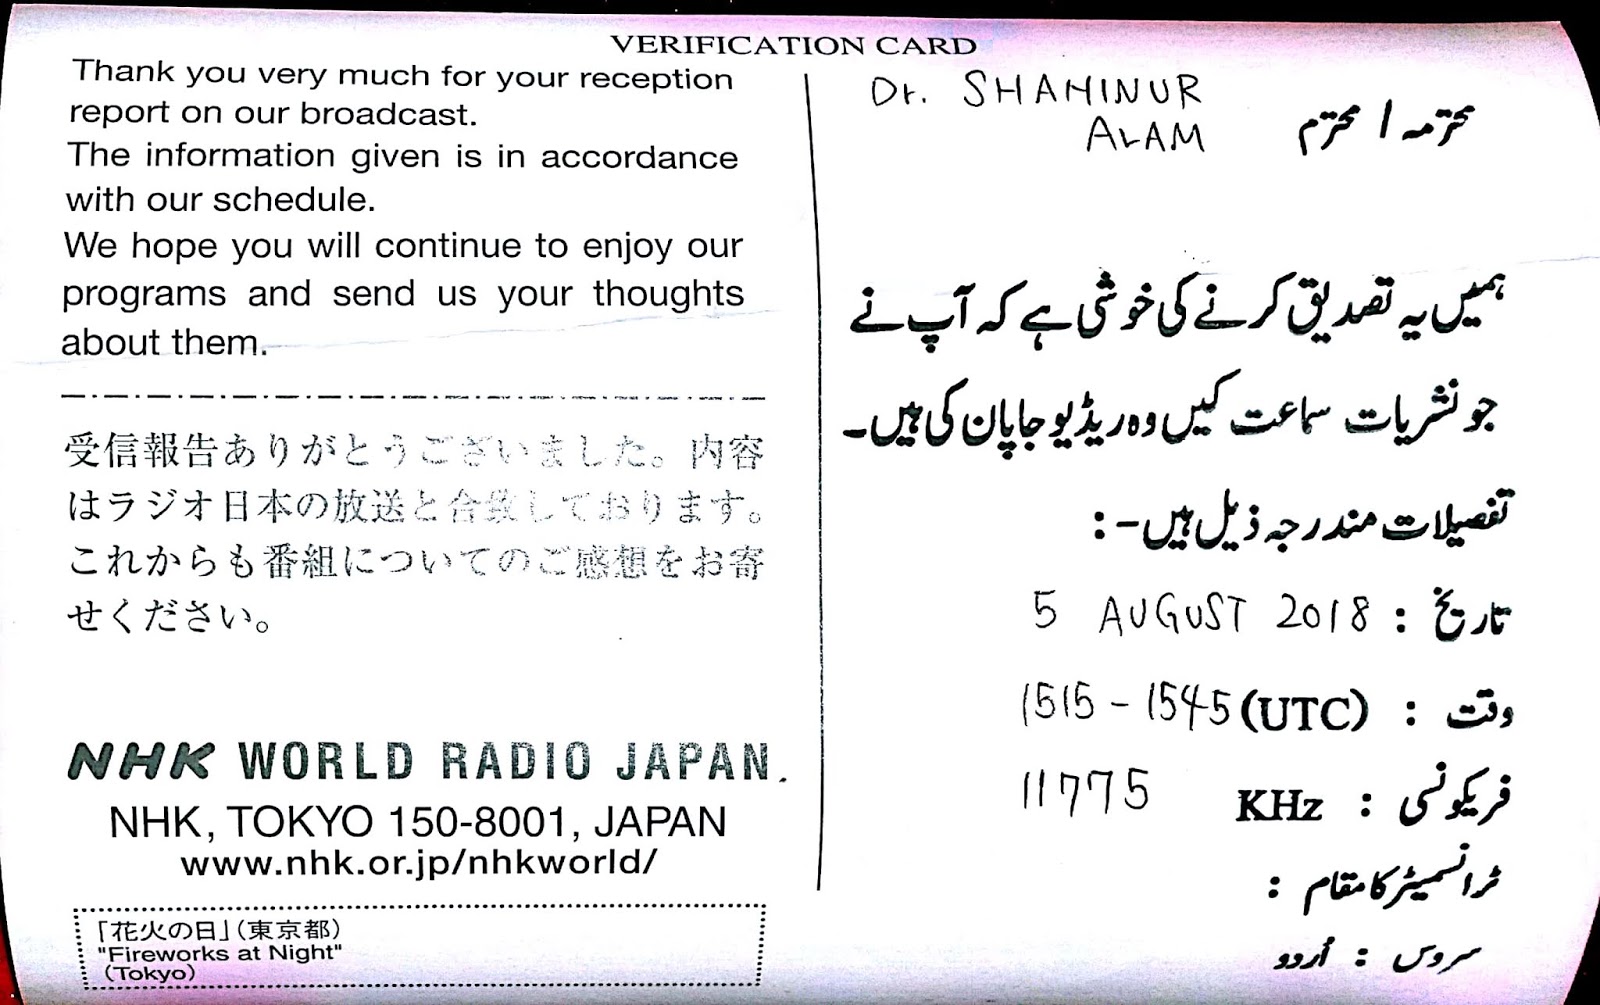 VERIFICATION CARD
Thank you very much for your reception
report on our broadcast.
The information given is in accordance
with our schedule.
We hope you will continue to enjoy our
programs and send us your thoughts
about them.
受信報告ありがとうございました。内容
はラジオ日本の放送と合致しております。
これからも番組についてのご感想をお寄
せください。
NHK WORLD RADIO JAPAN
NHK, TOKYO 150-8001, JAPAN
www.nhk.or.jp/nhkworld/
「花火の日」(東京都)
"Fireworks at Night"
(Tokyo)
محترمہ / محترم Dr. SHAHINUR
ALAM
ہمیں یہ تصدیق کرنے کی خوشی ہے کہ آپ نے
جو نشریات سماعت کیں وہ ریڈیو جاپان کی ہیں۔
تفصیلات مندرجہ ذیل ہیں -:
تاریخ : 5 AUGUST 2018
وقت : 1515 - 1545 (UTC)
فریکونسی : 11775 KHz
ٹرانسمیٹر کا مقام :
سروس : اُردو